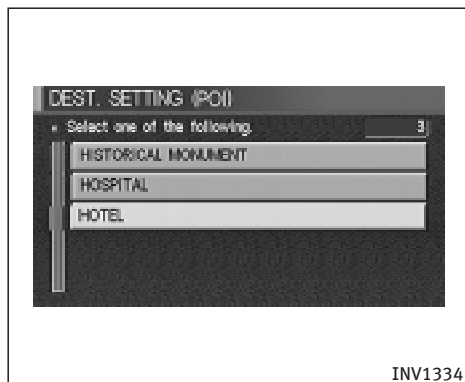 DEST. SETTING (POI)
Select one of the following.
3
HISTORICAL MONUMENT
HOSPITAL
HOTEL
INV1334